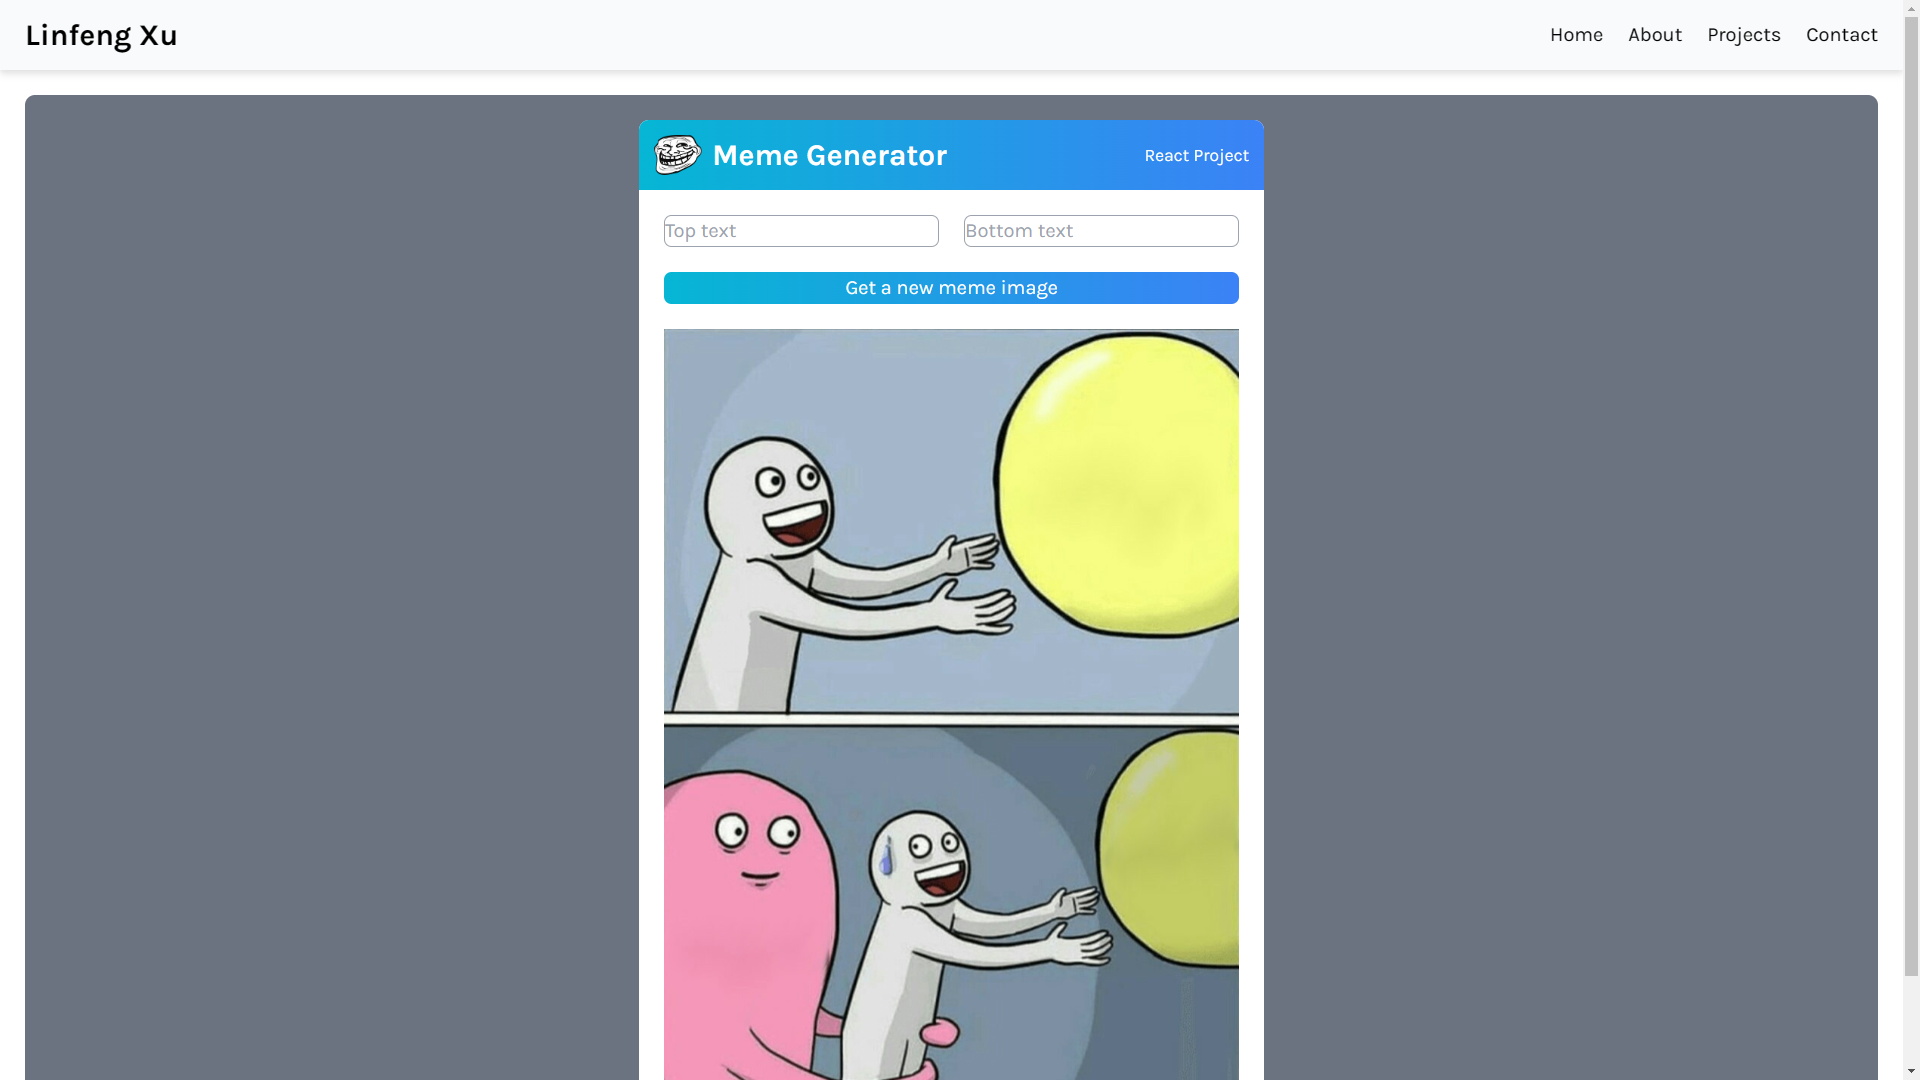 Linfeng Xu
Home About Projects Contact
Meme Generator
React Project
Top text
Bottom text
Get a new meme image